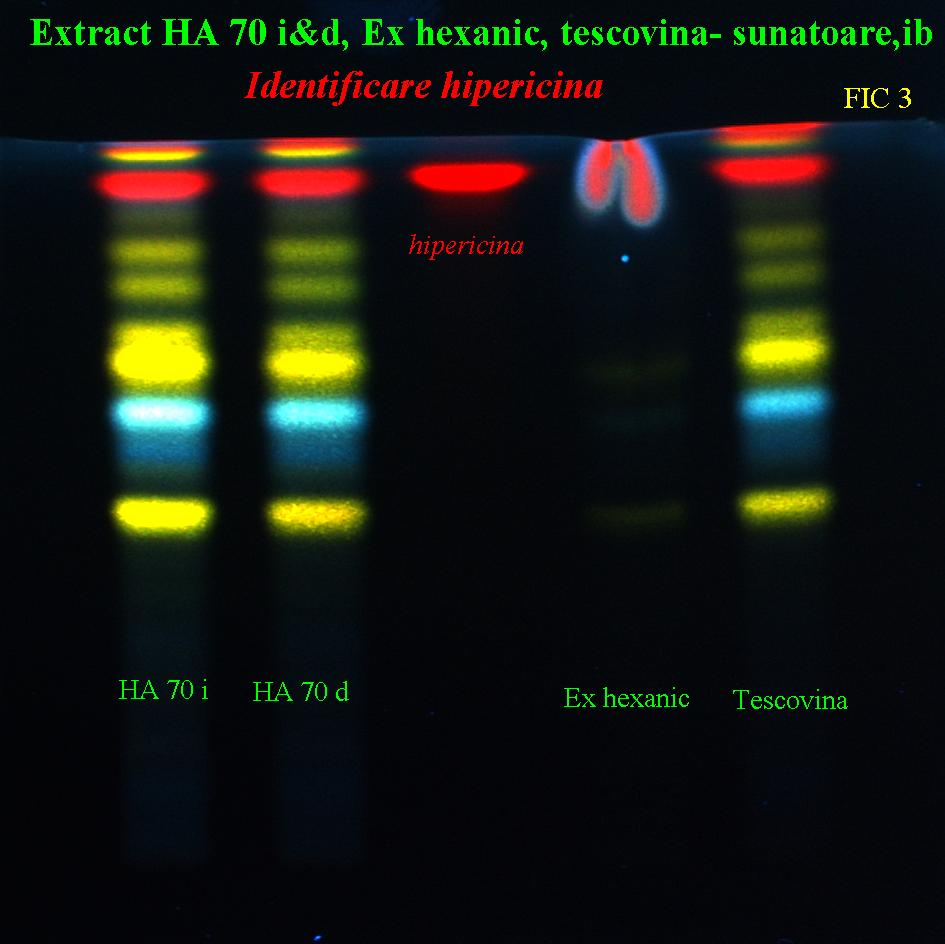 Extract HA 70 i&d, Ex hexanic, tescovina- sunatoare,ib
Identificare hipericina
FIC 3
hipericina
HA 70 i
HA 70 d
Ex hexanic
Tescovina